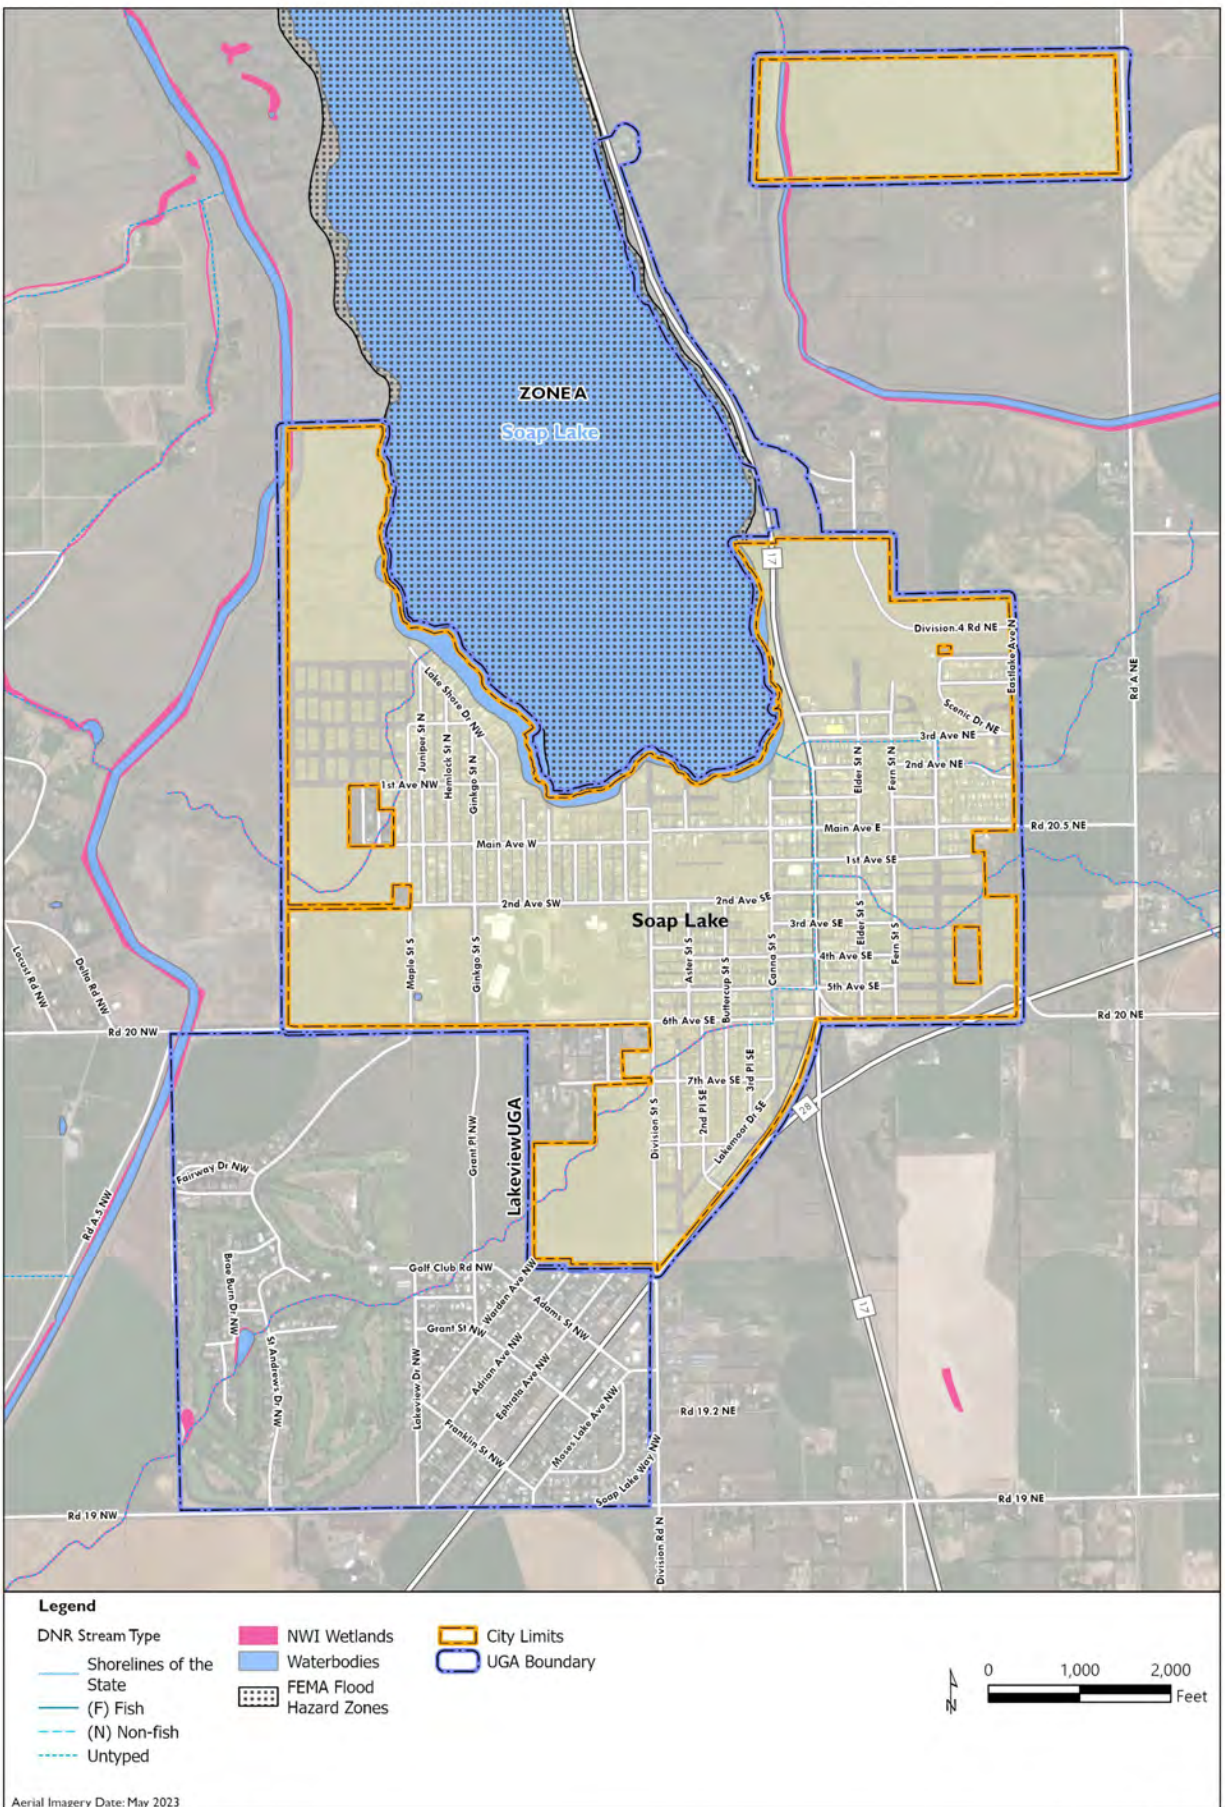 ZONE A
Soap Lake
17
Division.4 Rd NE
Eastlake Ave N
Rd A NE
Scenic Dr NE
Lake Shore Dr NW
Juniper St N
Hemlock St N
Ginkgo St N
3rd Ave NE
Elder St N
Fern St N
2nd Ave NE
1st Ave NW
Main Ave E
Rd 20.5 NE
Main Ave W
1st Ave SE
2nd Ave SW
2nd Ave SE
Soap Lake
3rd Ave SE
Elder St S
Fern St S
Maple St S
Ginkgo St S
Aster St S
Buttercup St S
Canna St S
4th Ave SE
5th Ave SE
Locust Rd NW
Delta Rd NW
Rd 20 NW
6th Ave SE
Rd 20 NE
7th Ave SE
3rd Pl SE
2nd Pl SE
28
Division St S
Lakemoor Dr SE
LakeviewUGA
Grant Pl NW
Fairway Dr NW
Rd A.5 NW
Golf Club Rd NW
Brae Burn Dr NW
St Andrews Dr NW
Warden Ave NW
Adams St NW
Grant St NW
Adrian Ave NW
Ephrata Ave NW
Lakeview Dr NW
Franklin St NW
Moses Lake Ave NW
Soap Lake Way NW
17
Rd 19.2 NE
Rd 19 NW
Rd 19 NE
Division Rd N
Legend
DNR Stream Type
Shorelines of the
State
(F) Fish
(N) Non-fish
Untyped
NWI Wetlands
Waterbodies
FEMA Flood
Hazard Zones
City Limits
UGA Boundary
N
0 1,000 2,000
Feet
Aerial Imagery Date: May 2023